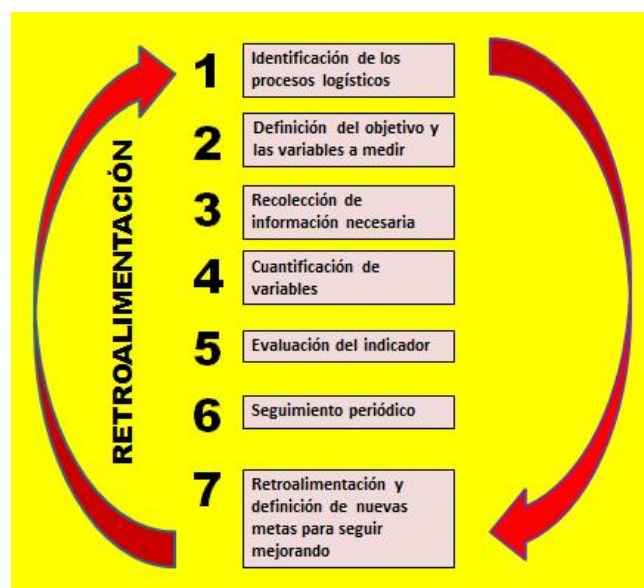 RETROALIMENTACIÓN
1
Identificación de los
procesos logísticos
2
Definición del objetivo y
las variables a medir
3
Recolección de
información necesaria
4
Cuantificación de
variables
5
Evaluación del indicador
6
Seguimiento periódico
7
Retroalimentación y
definición de nuevas
metas para seguir
mejorando